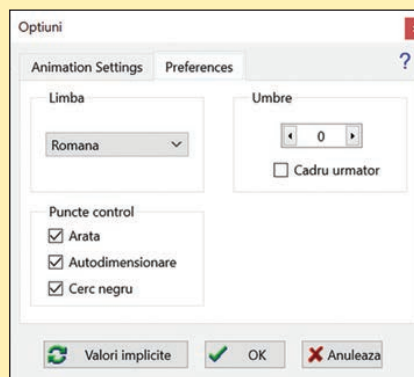 Optiuni
Animation Settings Preferences
?
Limba
Romana
Umbre
0
Cadru urmator
Puncte control
Arata
Autodimensionare
Cerc negru
Valori implicite OK Anuleaza